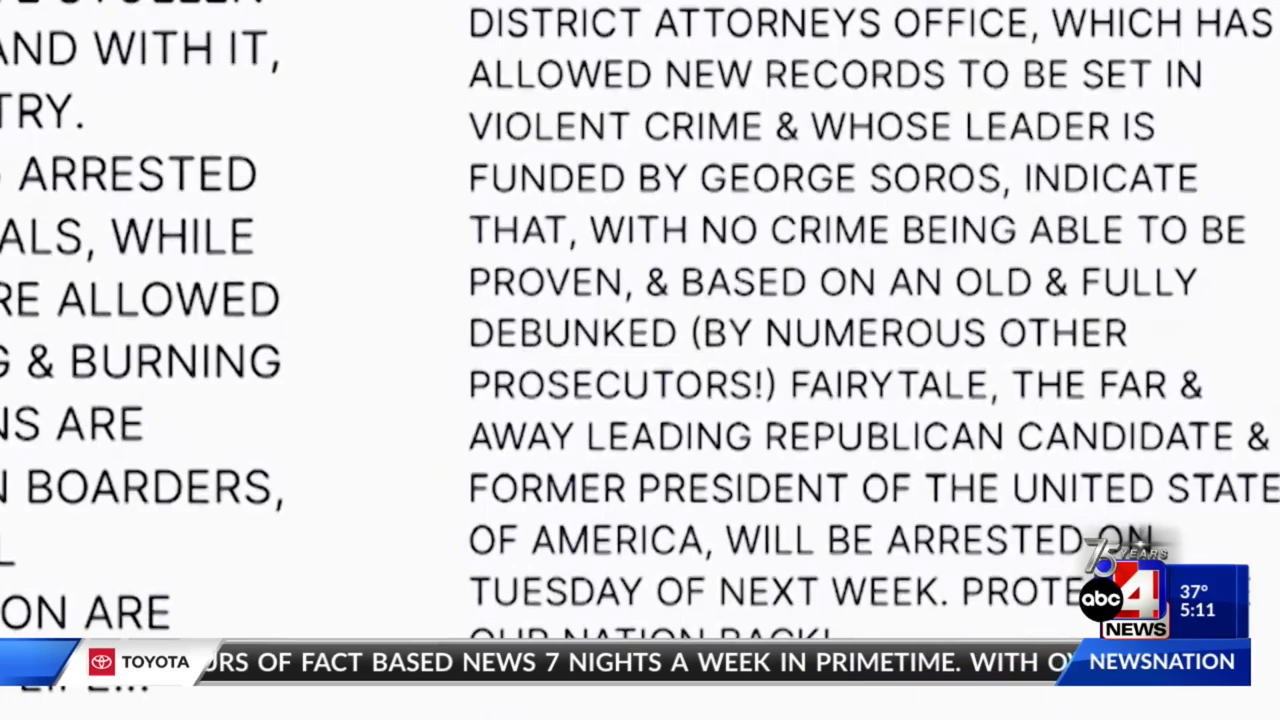 AND WITH IT,
TRY.
ARRESTED
ALS, WHILE
RE ALLOWED
G & BURNING
NS ARE
N BOARDERS,
L
ON ARE
DISTRICT ATTORNEYS OFFICE, WHICH HAS
ALLOWED NEW RECORDS TO BE SET IN
VIOLENT CRIME & WHOSE LEADER IS
FUNDED BY GEORGE SOROS, INDICATE
THAT, WITH NO CRIME BEING ABLE TO BE
PROVEN, & BASED ON AN OLD & FULLY
DEBUNKED (BY NUMEROUS OTHER
PROSECUTORS!) FAIRYTALE, THE FAR &
AWAY LEADING REPUBLICAN CANDIDATE &
FORMER PRESIDENT OF THE UNITED STATE
OF AMERICA, WILL BE ARRESTED ON
TUESDAY OF NEXT WEEK. PROTE
OUR NATION BACK!
75 YEARS
abc 4
NEWS
37°
5:11
TOYOTA
URS OF FACT BASED NEWS 7 NIGHTS A WEEK IN PRIMETIME. WITH O
NEWSNATION